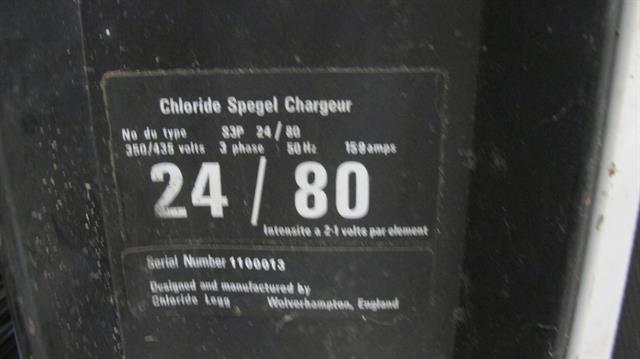 Chloride Spegel Chargeur
No du type S3P 24/80
350/435 volts 3 phase 50 Hz 159 amps
24 / 80
Intensite a 2·1 volts par element
Serial Number 1100013
Designed and manufactured by
Chloride Legg Wolverhampton, England